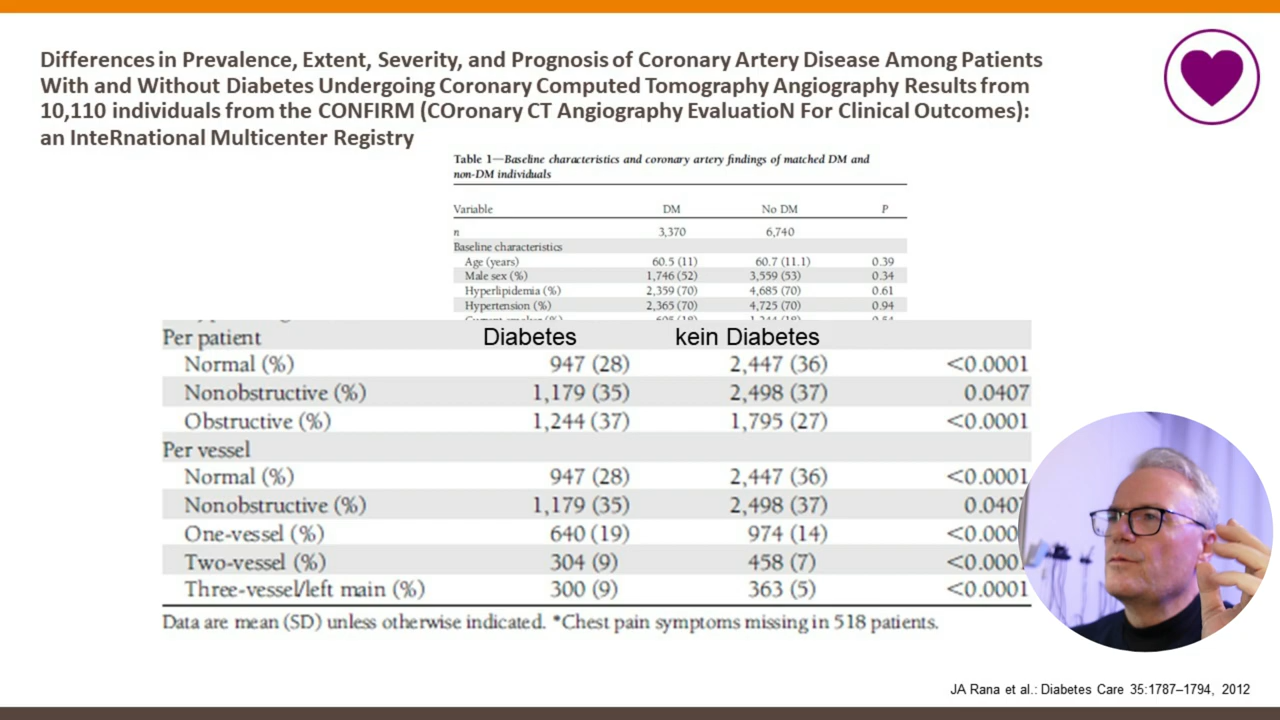 Differences in Prevalence, Extent, Severity, and Prognosis of Coronary Artery Disease Among Patients
With and Without Diabetes Undergoing Coronary Computed Tomography Angiography Results from
10,110 individuals from the CONFIRM (COronary CT Angiography EvaluatioN For Clinical Outcomes):
an InteRnational Multicenter Registry
Table 1—Baseline characteristics and coronary artery findings of matched DM and
non-DM individuals
Variable DM No DM P
n 3,370 6,740
Baseline characteristics
Age (years) 60.5 (11) 60.7 (11.1) 0.39
Male sex (%) 1,746 (52) 3,559 (53) 0.34
Hyperlipidemia (%) 2,359 (70) 4,685 (70) 0.61
Hypertension (%) 2,365 (70) 4,725 (70) 0.94
Per patient Diabetes kein Diabetes
Normal (%) 947 (28) 2,447 (36) <0.0001
Nonobstructive (%) 1,179 (35) 2,498 (37) 0.0407
Obstructive (%) 1,244 (37) 1,795 (27) <0.0001
Per vessel
Normal (%) 947 (28) 2,447 (36) <0.0001
Nonobstructive (%) 1,179 (35) 2,498 (37) 0.040
One-vessel (%) 640 (19) 974 (14) <0.000
Two-vessel (%) 304 (9) 458 (7) <0.000
Three-vessel/left main (%) 300 (9) 363 (5) <0.0001
Data are mean (SD) unless otherwise indicated. *Chest pain symptoms missing in 518 patients.
JA Rana et al.: Diabetes Care 35:1787–1794, 2012